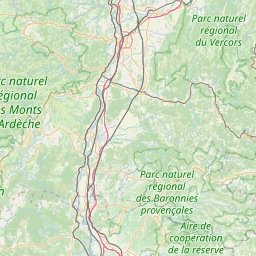 Parc naturel
régional
du Vercors
rc naturel
régional
s Monts
Ardèche
Parc naturel
régional
des Baronnies
provençales
Aire de
coopération
de la réserve